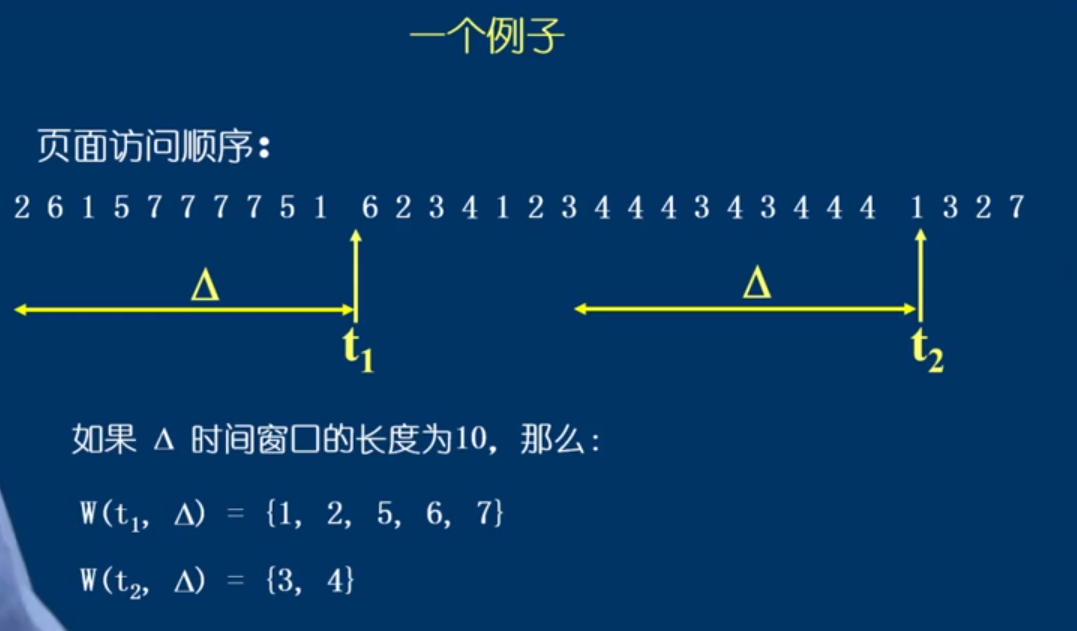 一个例子
页面访问顺序：
2 6 1 5 7 7 7 7 5 1 6 2 3 4 1 2 3 4 4 4 3 4 3 4 4 4 1 3 2 7
Δ Δ
t₁ t₂
如果 Δ 时间窗口的长度为10，那么：
W(t₁, Δ) = {1, 2, 5, 6, 7}
W(t₂, Δ) = {3, 4}